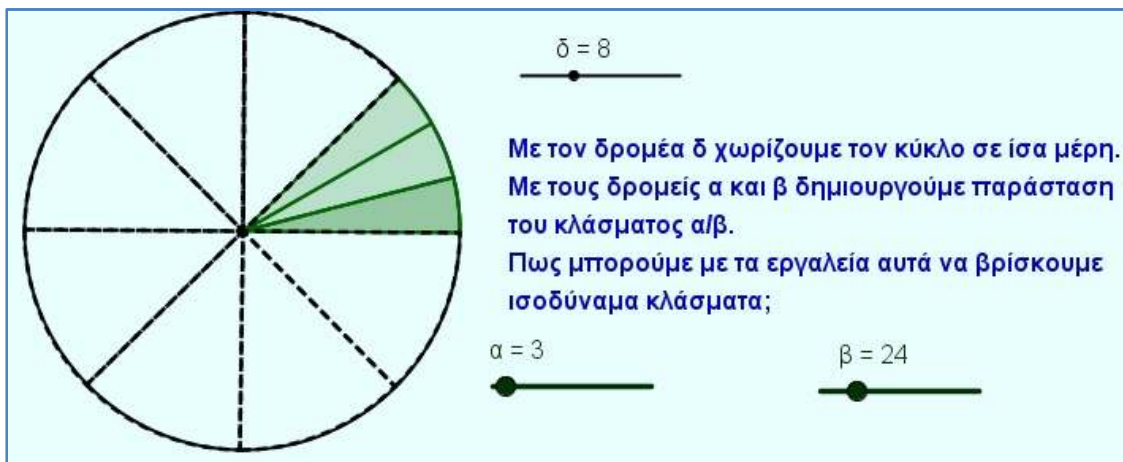 δ = 8
Με τον δρομέα δ χωρίζουμε τον κύκλο σε ίσα μέρη.
Με τους δρομείς α και β δημιουργούμε παράσταση
του κλάσματος α/β.
Πως μπορούμε με τα εργαλεία αυτά να βρίσκουμε
ισοδύναμα κλάσματα;
α = 3
β = 24